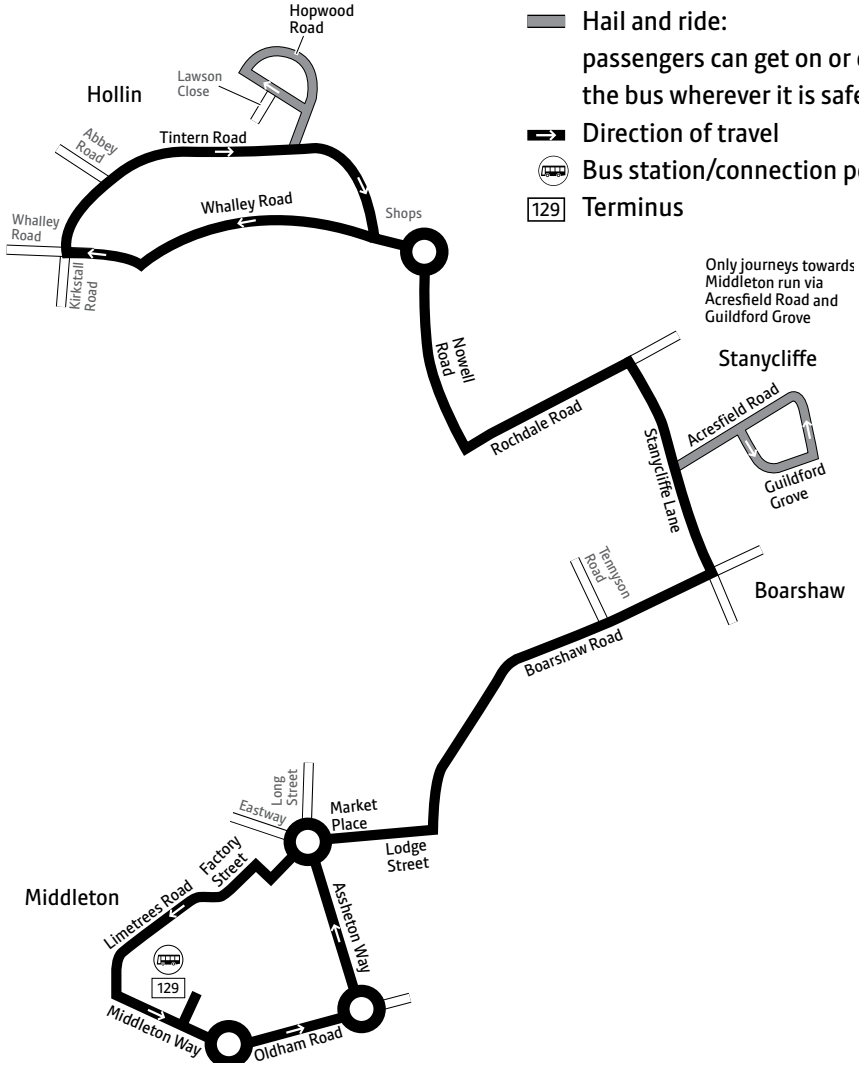 Hopwood
Road
Hail and ride:
passengers can get on or
the bus wherever it is safe
Direction of travel
Bus station/connection
129
Terminus
Lawson
Close
Hollin
Abbey
Road
Tintern Road
Whalley Road
Shops
Whalley
Road
Kirkstall
Road
Only journeys towards
Middleton run via
Acresfield Road and
Guildford Grove
Stanycliffe
Nowell
Road
Rochdale Road
Acresfield Road
Stanycliffe Lane
Guildford
Grove
Tennyson
Road
Boarshaw
Boarshaw Road
Long
Street
Eastway
Market
Place
Lodge
Street
Factory
Street
Middleton
Limetrees Road
Assheton Way
129
Middleton Way
Oldham Road